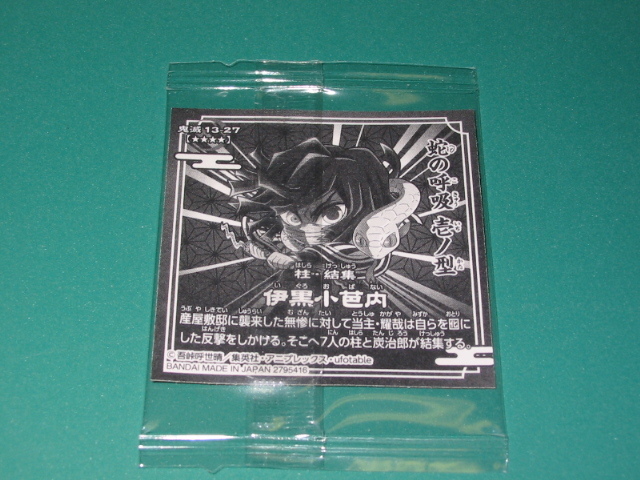 鬼滅 13-27
[★★★★]
蛇の呼吸 壱ノ型
柱・結集
伊黒小芭内
産屋敷邸に襲来した無惨に対して当主・耀哉は自らを囮に
した反撃をしかける。そこへ7人の柱と炭治郎が結集する。
©吾峠呼世晴／集英社・アニプレックス・ufotable
BANDAI MADE IN JAPAN 2795416